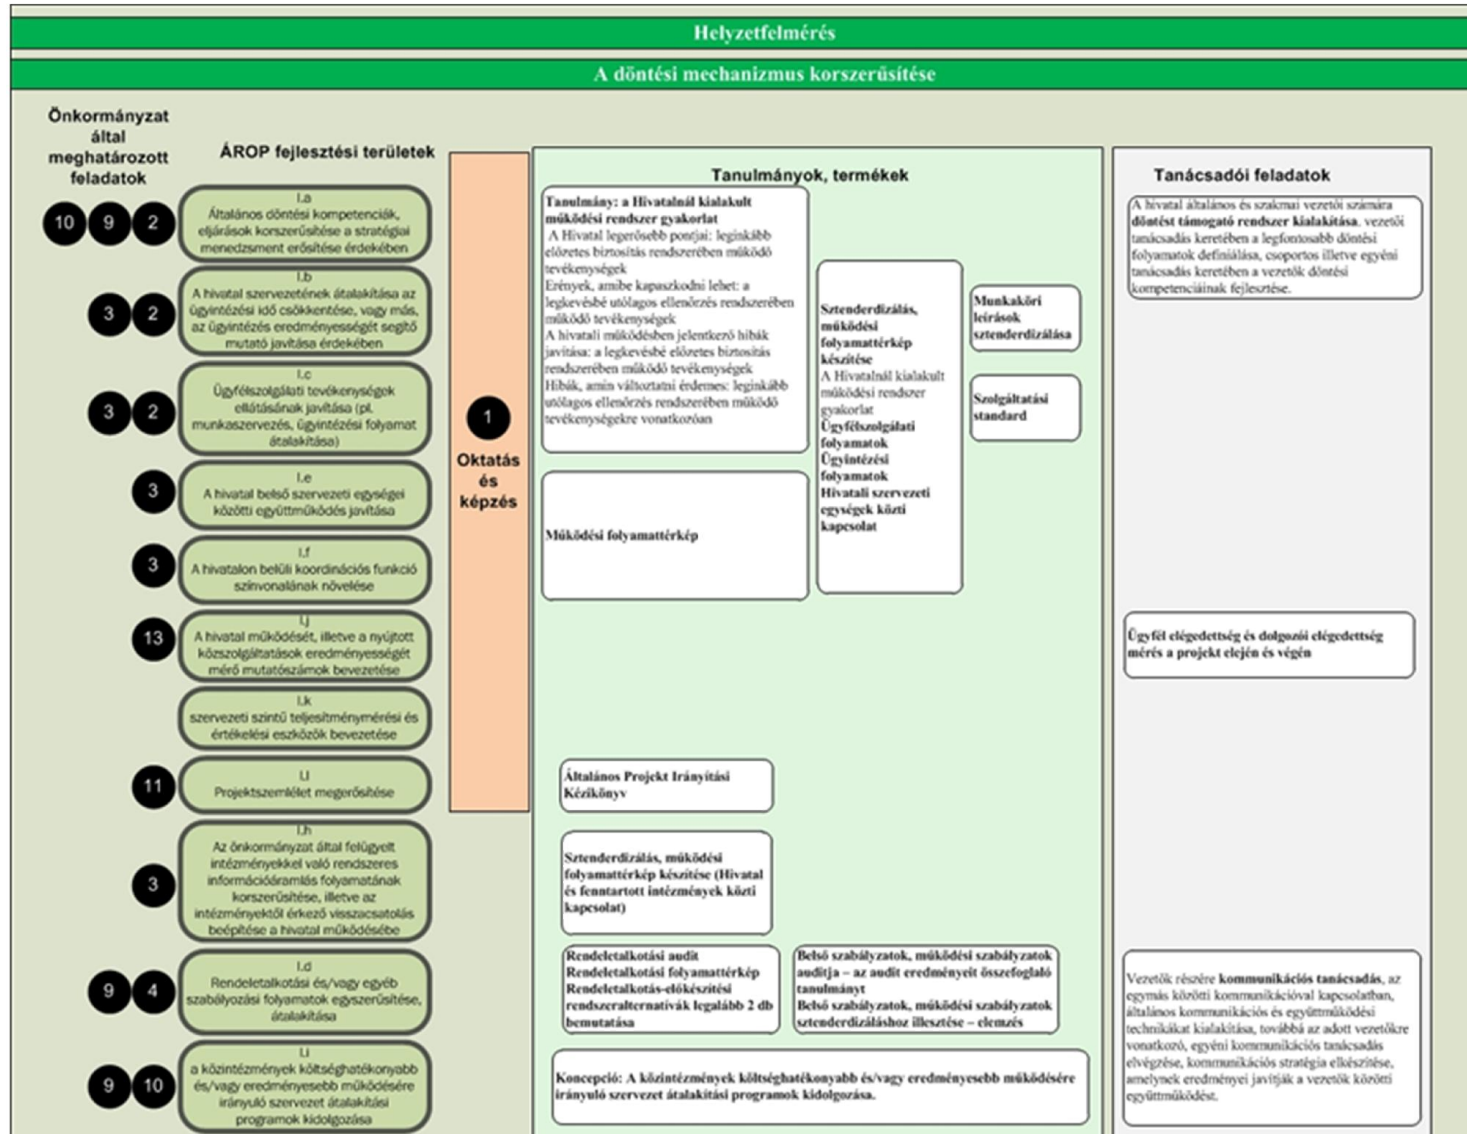 Helyzetfelmérés
A döntési mechanizmus korszerűsítése
Önkormányzat
által
meghatározott
feladatok
ÁROP fejlesztési területek
Tanulmányok, termékek
Tanácsadói feladatok
10 9 2
I.a
Általános döntési kompetenciák,
eljárások korszerűsítése a stratégiai
menedzsment erősítése érdekében
3 2
I.b
A hivatal szervezetének átalakítása az
ügyintézési idő csökkentése, vagy más,
az ügyintézés eredményességét segítő
mutató javítása érdekében
3 2
I.c
Ügyfélszolgálati tevékenységek
ellátásának javítása (pl.
munkaszervezés, ügyintézési folyamat
átalakítása)
3
I.e
A hivatal belső szervezeti egységei
közötti együttműködés javítása
3
I.f
A hivatalon belüli koordinációs funkció
színvonalának növelése
13
I.j
A hivatal működését, illetve a nyújtott
közszolgáltatások eredményességét
mérő mutatószámok bevezetése
I.k
szervezeti szintű teljesítménymérési és
értékelési eszközök bevezetése
11
I.l
Projektszemlélet megerősítése
3
I.h
Az önkormányzat által felügyelt
intézményekkel való rendszeres
információáramlás folyamatának
korszerűsítése, illetve az
intézményektől érkező visszacsatolás
beépítése a hivatal működésébe
9 4
I.d
Rendeletalkotási és/vagy egyéb
szabályozási folyamatok egyszerűsítése,
átalakítása
9 10
I.i
a közintézmények költséghatékonyabb
és/vagy eredményesebb működésére
irányuló szervezet átalakítási
programok kidolgozása
1
Oktatás
és
képzés
Tanulmány: a Hivatalnál kialakult
működési rendszer gyakorlat
A Hivatal legerősebb pontjai: leginkább
előzetes biztosítás rendszerében működő
tevékenységek
Erények, amibe kapaszkodni lehet: a
legkevésbé utólagos ellenőrzés rendszerében
működő tevékenységek
A hivatali működésben jelentkező hibák
javítása: a legkevésbé előzetes biztosítás
rendszerében működő tevékenységek
Hibák, amin változtatni érdemes: leginkább
utólagos ellenőrzés rendszerében működő
tevékenységekre vonatkozóan
Működési folyamattérkép
Sztenderdizálás,
működési
folyamattérkép
készítése
A Hivatalnál kialakult
működési rendszer
gyakorlat
Ügyfélszolgálati
folyamatok
Ügyintézési
folyamatok
Hivatali szervezeti
egységek közti
kapcsolat
Munkaköri
leírások
sztenderdizálása
Szolgáltatási
standard
Általános Projekt Irányítási
Kézikönyv
Sztenderdizálás, működési
folyamattérkép készítése (Hivatal
és fenntartott intézmények közti
kapcsolat)
Rendeletalkotási audit
Rendeletalkotási folyamattérkép
Rendeletalkotás-előkészítési
rendszeralternatívák legalább 2 db
bemutatása
Belső szabályzatok, működési szabályzatok
auditja – az audit eredményeit összefoglaló
tanulmányt
Belső szabályzatok, működési szabályzatok
sztenderdizáláshoz illesztése – elemzés
Koncepció: A közintézmények költséghatékonyabb és/vagy eredményesebb működésére
irányuló szervezet átalakítási programok kidolgozása.
A hivatal általános és szakmai vezetői számára
döntést támogató rendszer kialakítása, vezetői
tanácsadás keretében a legfontosabb döntési
folyamatok definiálása, csoportos illetve egyéni
tanácsadás keretében a vezetők döntési
kompetenciáinak fejlesztése.
Ügyfél elégedettség és dolgozói elégedettség
mérés a projekt elején és végén
Vezetők részére kommunikációs tanácsadás, az
egymás közötti kommunikációval kapcsolatban,
általános kommunikációs és együttműködési
technikákat kialakítása, továbbá az adott vezetőkre
vonatkozó, egyéni kommunikációs tanácsadás
elvégzése, kommunikációs stratégia elkészítése,
amelynek eredményei javítják a vezetők közötti
együttműködést.